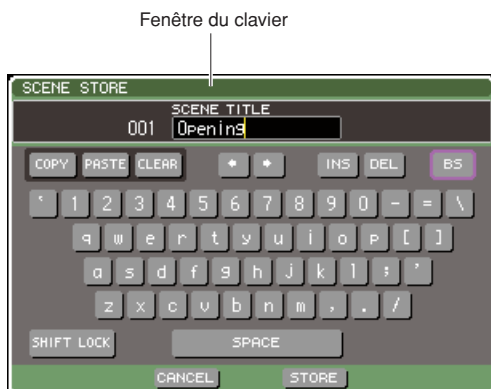 Fenêtre du clavier
SCENE STORE
SCENE TITLE
001 Opening
COPY PASTE CLEAR INS DEL BS
` 1 2 3 4 5 6 7 8 9 0 - = \
q w e r t y u i o p [ ]
a s d f g h j k l ; '
z x c v b n m , . /
SHIFT LOCK SPACE
CANCEL STORE